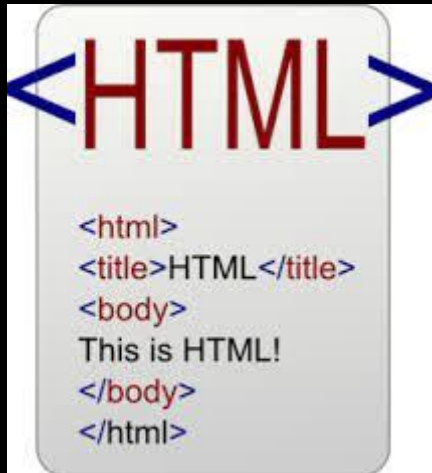 <HTML>
<html>
<title>HTML</title>
<body>
This is HTML!
</body>
</html>